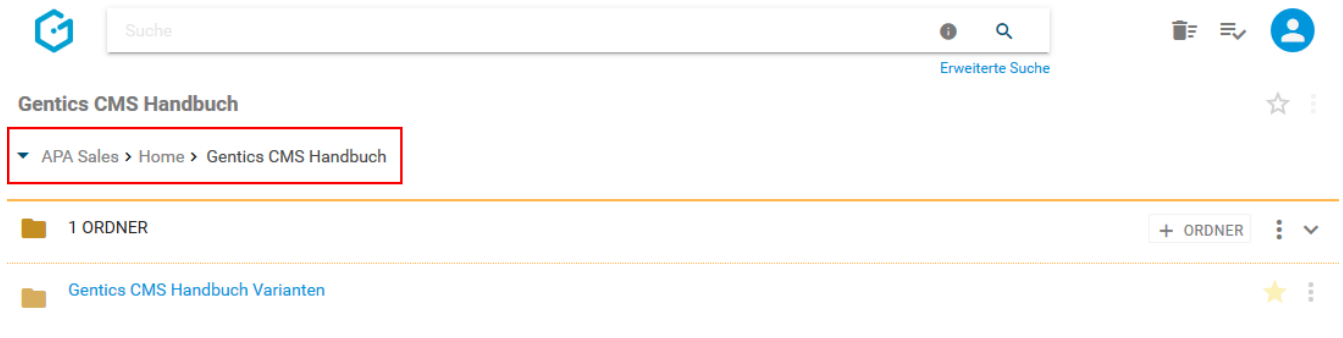 Suche
Erweiterte Suche
Gentics CMS Handbuch
APA Sales > Home > Gentics CMS Handbuch
1 ORDNER
+ ORDNER
Gentics CMS Handbuch Varianten